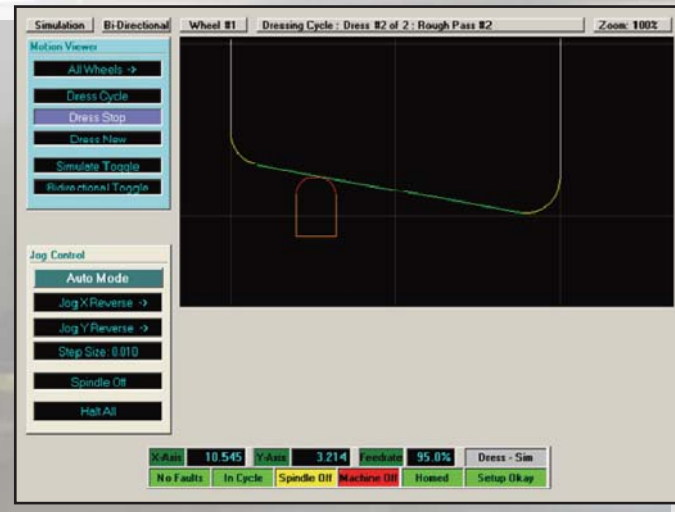 Simulation Bi-Directional Wheel #1 Dressing Cycle : Dress #2 of 2 : Rough Pass #2 Zoom: 100%
Motion Viewer
All Wheels ->
Dress Cycle
Dress Stop
Dress New
Simulate Toggle
Bidirectional Toggle
Jog Control
Auto Mode
Jog X Reverse ->
Jog Y Reverse ->
Step Size: 0.010
Spindle Off
Halt All
X-Axis 10.545 Y-Axis 3.214 Feedrate 95.0% Dress - Sim
No Faults In Cycle Spindle Off Machine Off Homed Setup Okay